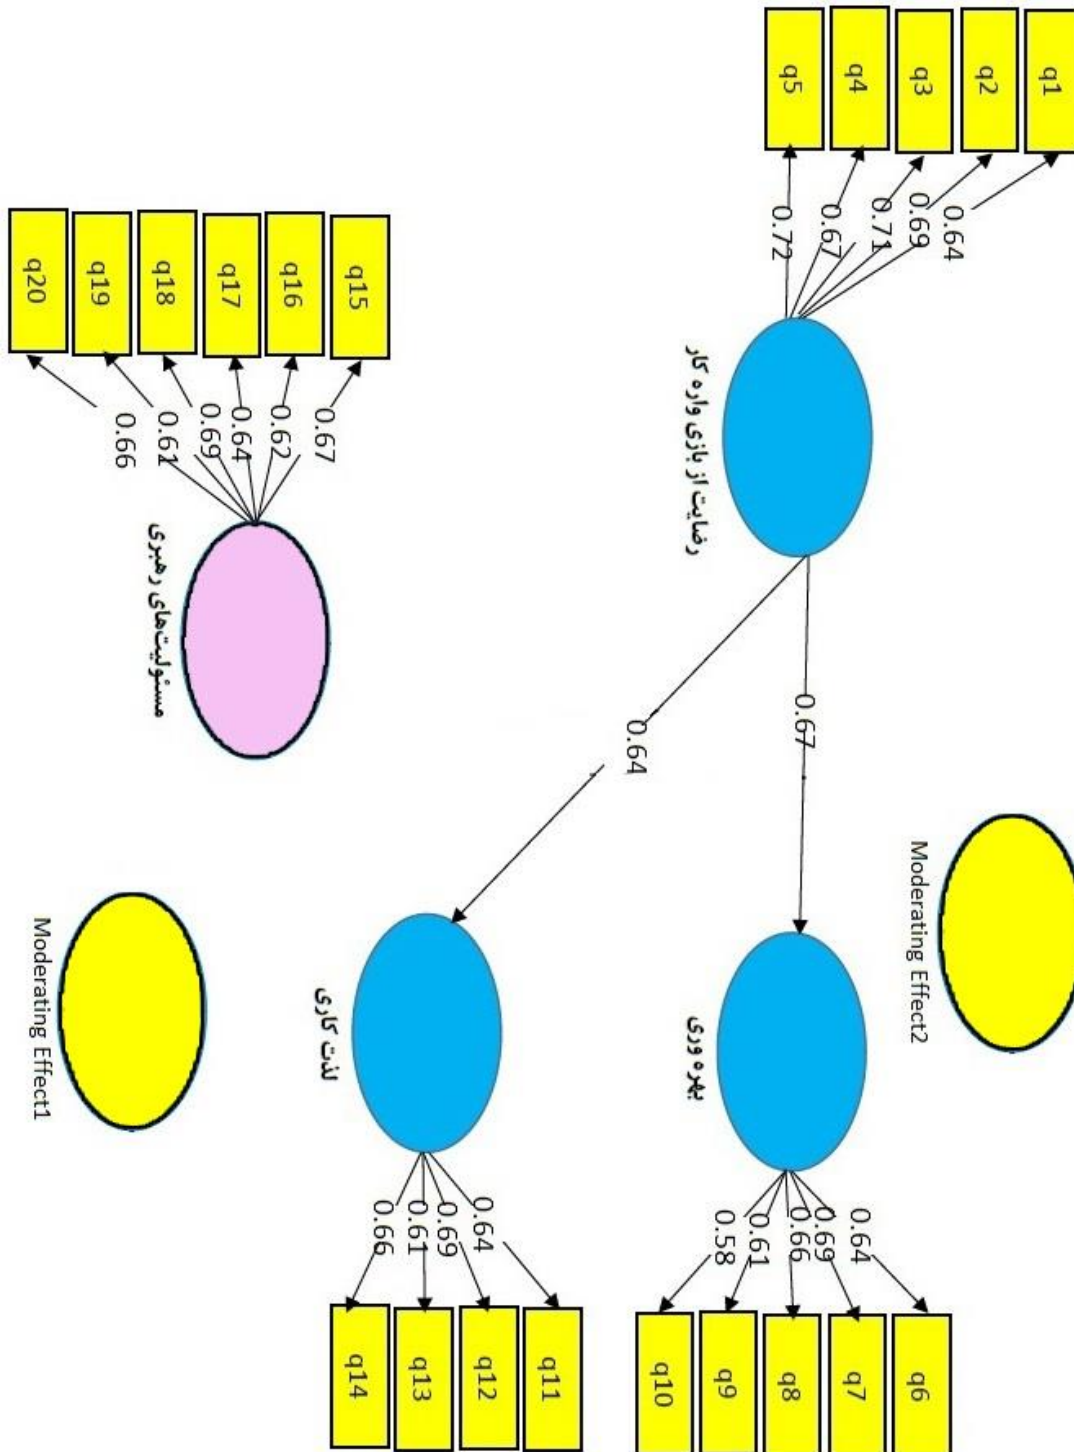 q1
q2
q3
q4
q5
0.64
0.69
0.71
0.67
0.72
رضایت از بازی واره کار
q15
q16
q17
q18
q19
q20
0.67
0.62
0.64
0.69
0.61
0.66
مسئولیت‌های رهبری
0.67
0.64
Moderating Effect2
Moderating Effect1
بهره وری
لذت کاری
0.64
0.69
0.66
0.61
0.58
q6
q7
q8
q9
q10
0.64
0.69
0.61
0.66
q11
q12
q13
q14